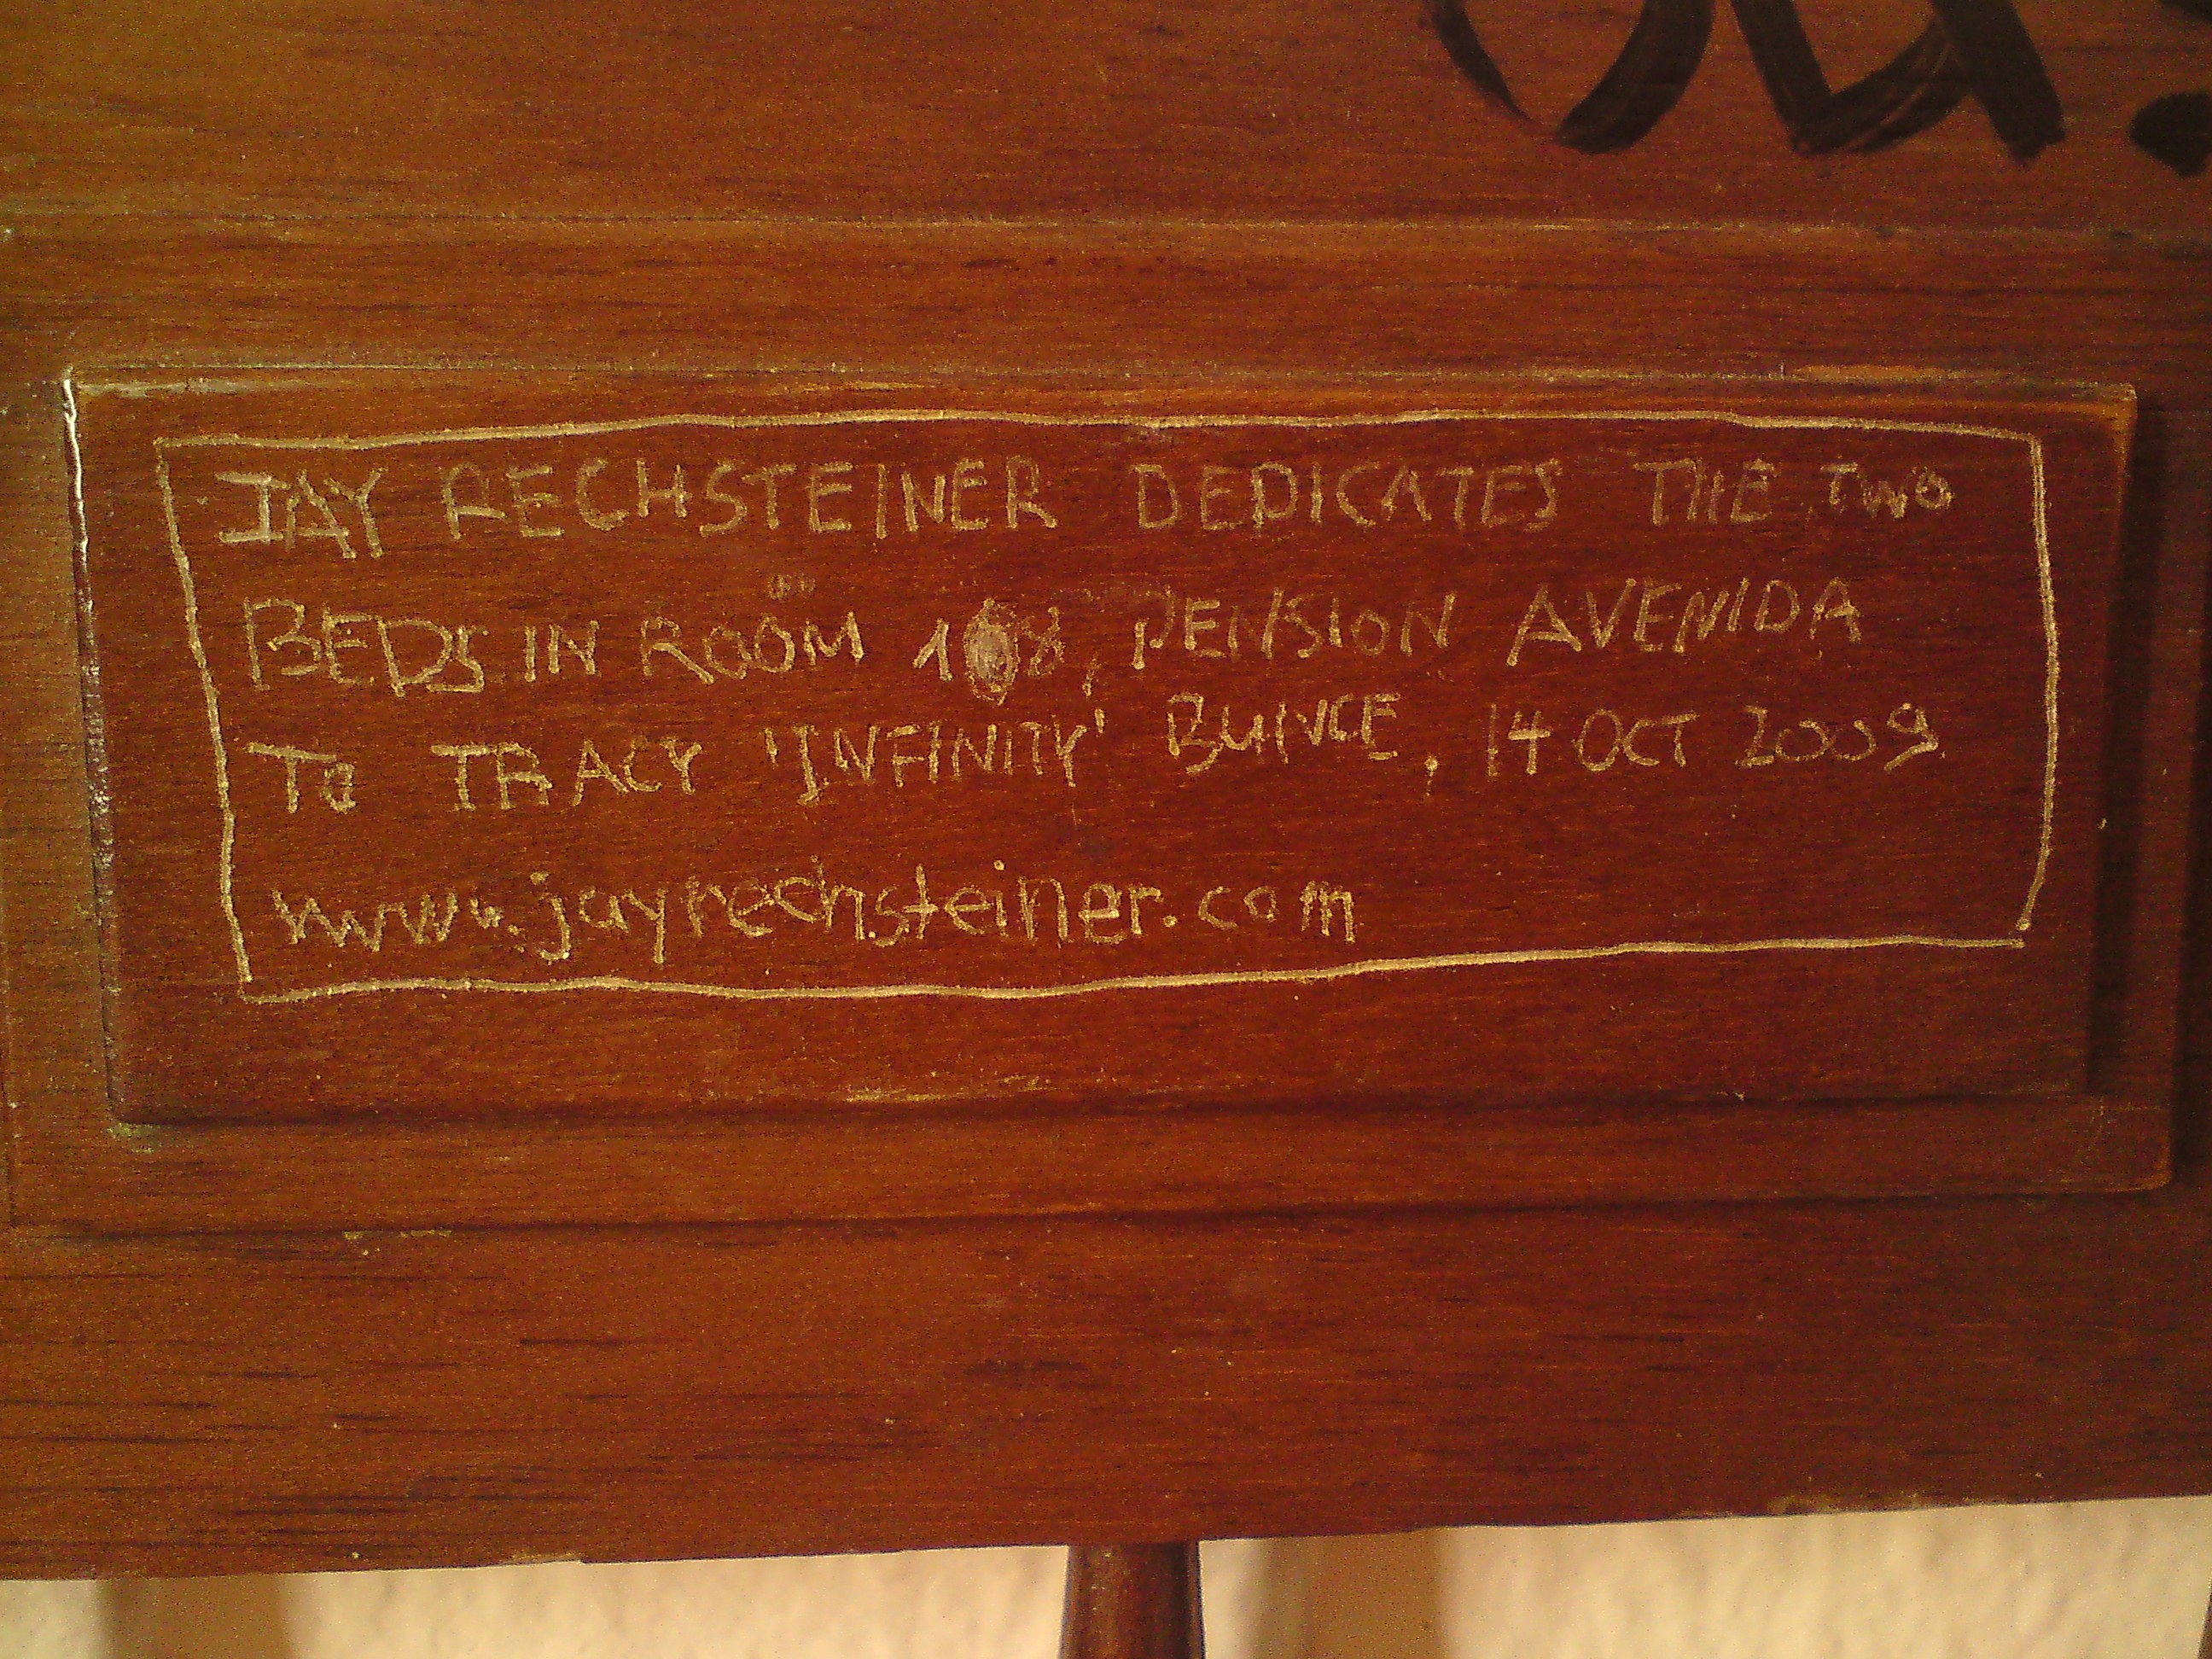 JAY RECHSTEINER DEDICATES THE TWO
BEDS IN ROOM 108, PENSION AVENIDA
TO TRACY 'INFINITY' BUNCE, 14 OCT 2009
www.jayrechsteiner.com